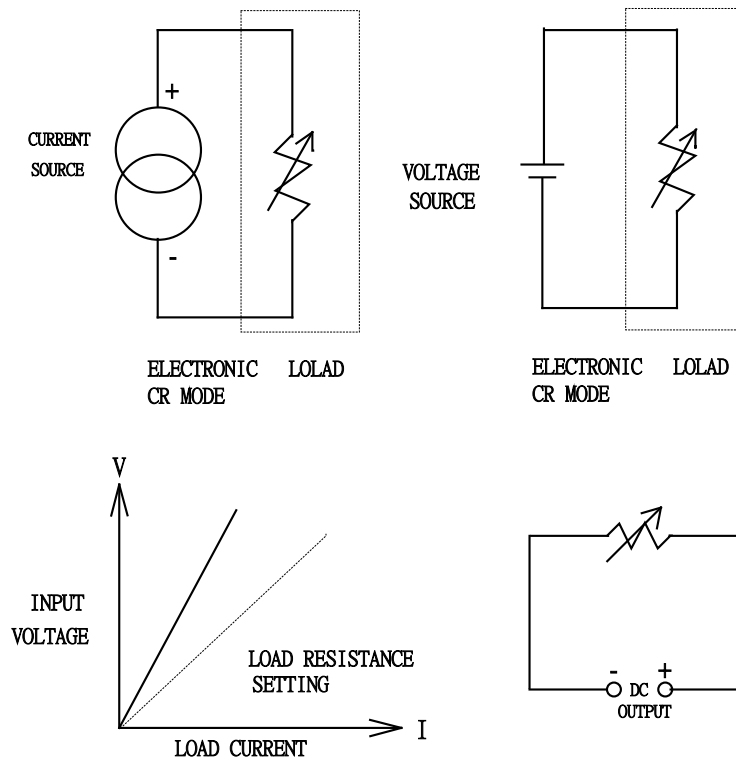 +
CURRENT
SOURCE
-
ELECTRONIC LOLAD
CR MODE
VOLTAGE
SOURCE
ELECTRONIC LOLAD
CR MODE
V
INPUT
VOLTAGE
LOAD RESISTANCE
SETTING
I
LOAD CURRENT
- +
DC
OUTPUT